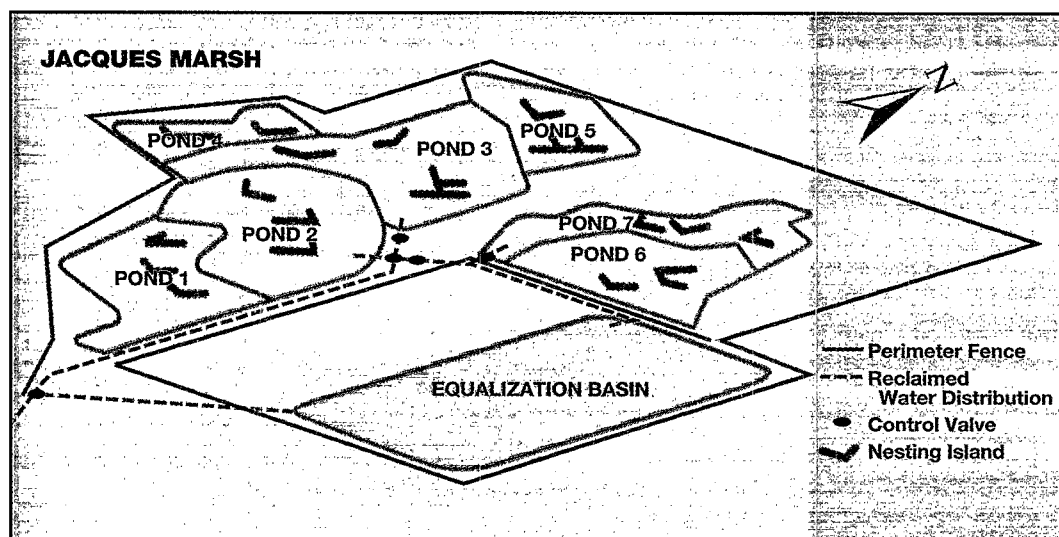 JACQUES MARSH
N
POND 4
POND 5
POND 3
POND 2
POND 7
POND 6
POND 1
EQUALIZATION BASIN
Perimeter Fence
Reclaimed
Water Distribution
Control Valve
Nesting Island